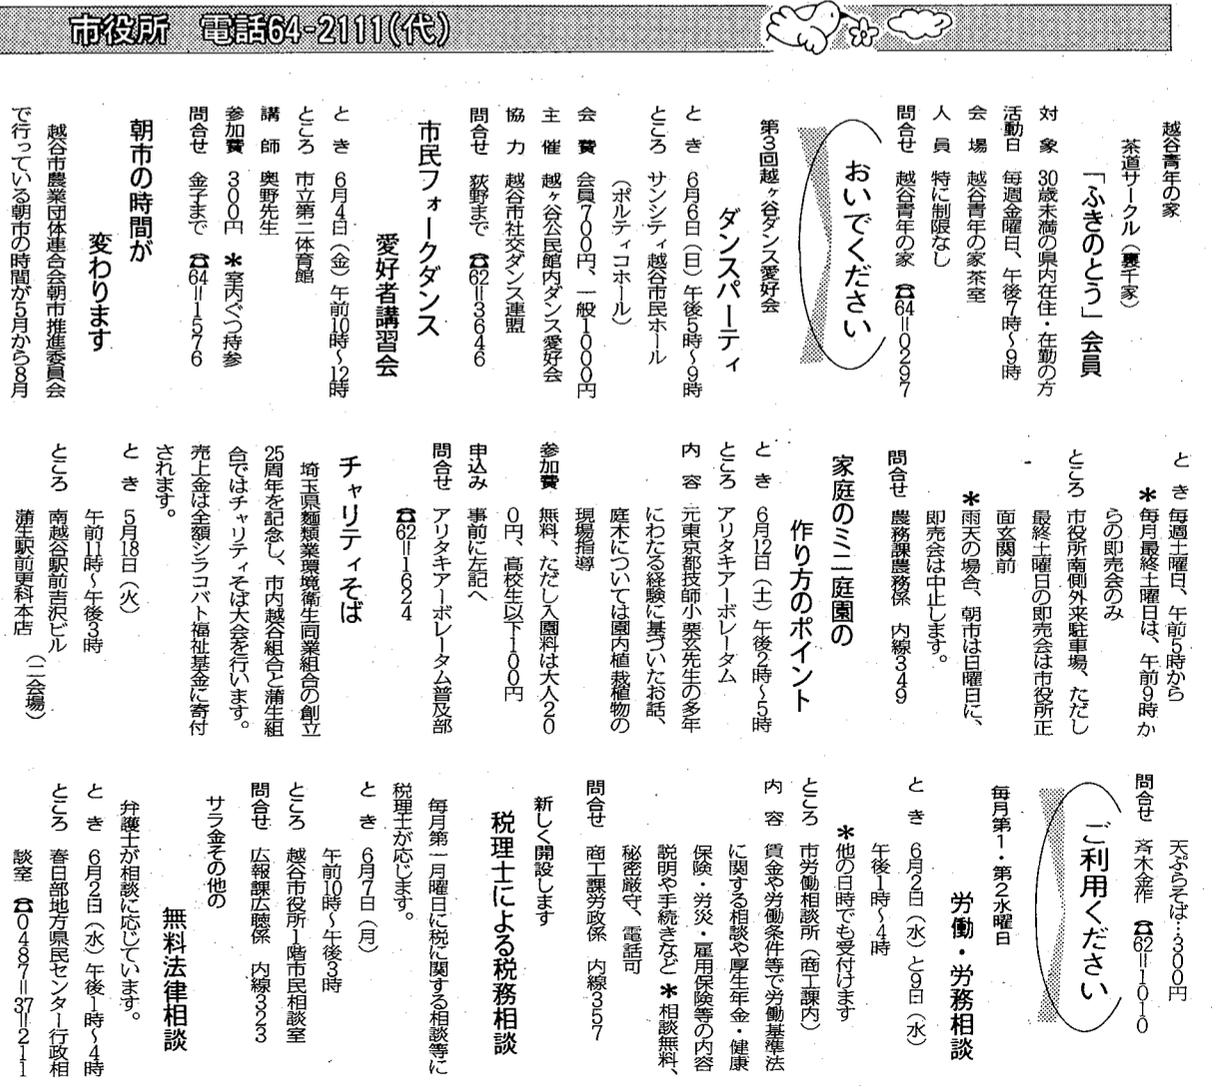 市役所　電話64-2111(代)
越谷青年の家
茶道サークル（裏千家）
「ふきのとう」会員
対　象　30歳未満の県内在住・在勤の方
活動日　毎週金曜日、午後7時〜9時
会　場　越谷青年の家茶室
人　員　特に制限なし
問合せ　越谷青年の家　☎64＝0297
おいでください
第3回越ヶ谷ダンス愛好会
ダンスパーティ
と　き　6月6日（日）午後5時〜9時
ところ　サンシティ越谷市民ホール
（ポルティコホール）
会　費　会員700円、一般1000円
主　催　越ヶ谷公民館内ダンス愛好会
協　力　越谷市社交ダンス連盟
問合せ　荻野まで　☎62＝3646
市民フォークダンス
愛好者講習会
と　き　6月4日（金）午前10時〜12時
ところ　市立第二体育館
講　師　奥野先生
参加費　300円　＊室内ぐつ持参
問合せ　金子まで　☎64＝1576
朝市の時間が
変わります
越谷市農業団体連合会朝市推進委員会
で行っている朝市の時間が5月から8月
と　き　毎週土曜日、午前5時から
＊毎月最終土曜日は、午前9時か
らの即売会のみ
ところ　市役所南側外来駐車場、ただし
最終土曜日の即売会は市役所正
面玄関前
＊雨天の場合、朝市は日曜日に、
即売会は中止します。
問合せ　農務課農務係　内線349
家庭のミニ庭園の
作り方のポイント
と　き　6月12日（土）午後2時〜5時
ところ　アリタキアーボレータム
内　容　元東京都技師小栗玄先生の多年
にわたる経験に基づいたお話、
庭木については園内植栽植物の
現場指導
参加費　無料、ただし入園料は大人20
0円、高校生以下100円
申込み　事前に左記へ
問合せ　アリタキアーボレータム普及部
☎62＝1624
チャリティそば
埼玉県麺類業環境衛生同業組合の創立
25周年を記念し、市内越谷組合と蒲生組
合ではチャリティそば大会を行います。
売上金は全額シラコバト福祉基金に寄付
されます。
と　き　5月18日（火）
午前11時〜午後3時
ところ　南越谷駅前吉沢ビル
蒲生駅前更科本店　（二会場）
天ぷらそば…300円
問合せ　斉木金作　☎62＝1010
ご利用ください
毎月第1・第2水曜日
労働・労務相談
と　き　6月2日（水）と9日（水）
午後1時〜4時
＊他の日時でも受付けます
ところ　市労働相談所（商工課内）
内　容　賃金や労働条件等で労働基準法
に関する相談や厚生年金・健康
保険・労災・雇用保険等の内容
説明や手続きなど　＊相談無料、
秘密厳守、電話可
問合せ　商工課労政係　内線357
新しく開設します
税理士による税務相談
毎月第一月曜日に税に関する相談等に
税理士が応じます。
と　き　6月7日（月）
午前10時〜午後3時
ところ　越谷市役所1階市民相談室
問合せ　広報課広聴係　内線323
サラ金その他の
無料法律相談
弁護士が相談に応じています。
と　き　6月2日（水）午後1時〜4時
ところ　春日部地方県民センター行政相
談室　☎0487＝37＝211